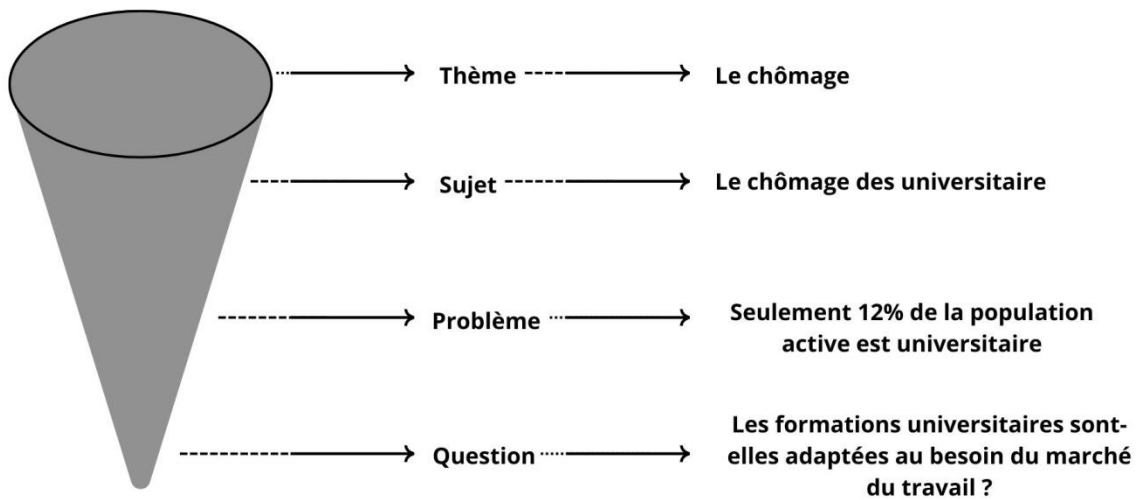 Thème
Le chômage
Sujet
Le chômage des universitaire
Problème
Seulement 12% de la population
active est universitaire
Question
Les formations universitaires sont-
elles adaptées au besoin du marché
du travail ?